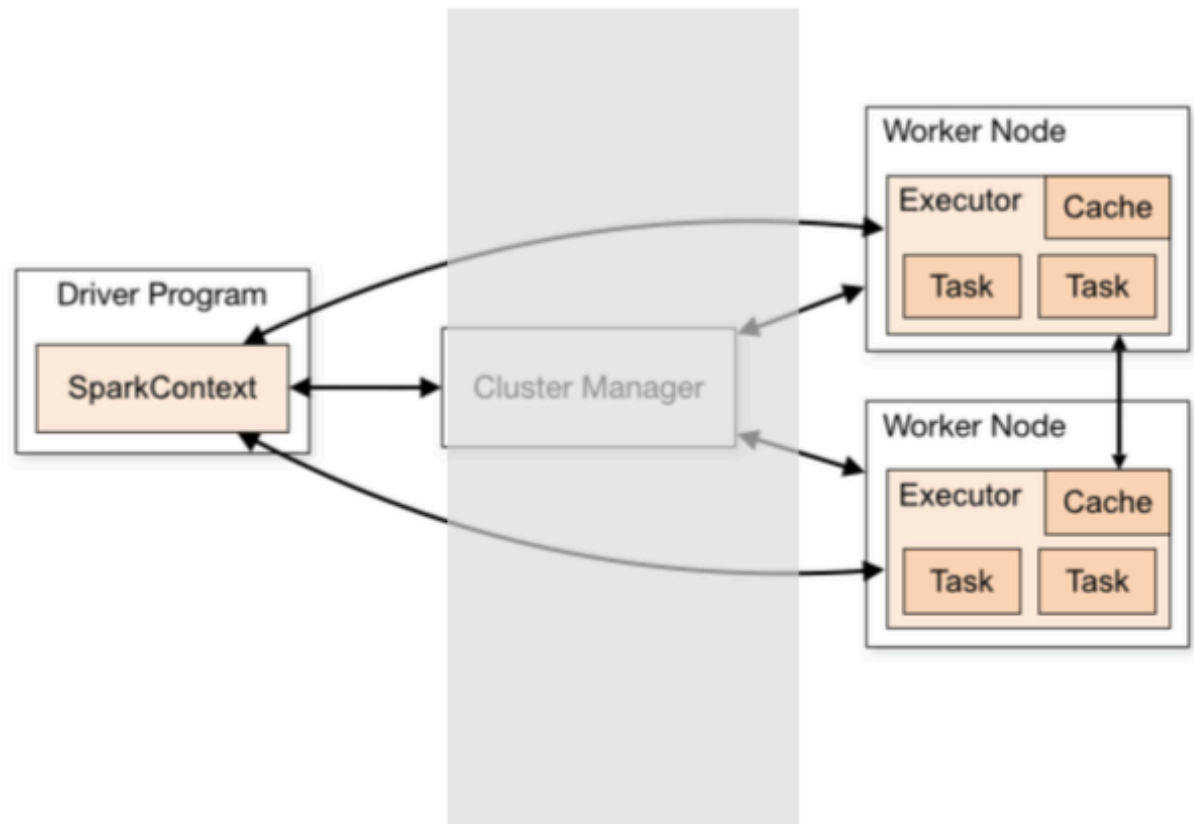 Driver Program
SparkContext
Cluster Manager
Worker Node
Executor
Cache
Task
Task
Worker Node
Executor
Cache
Task
Task